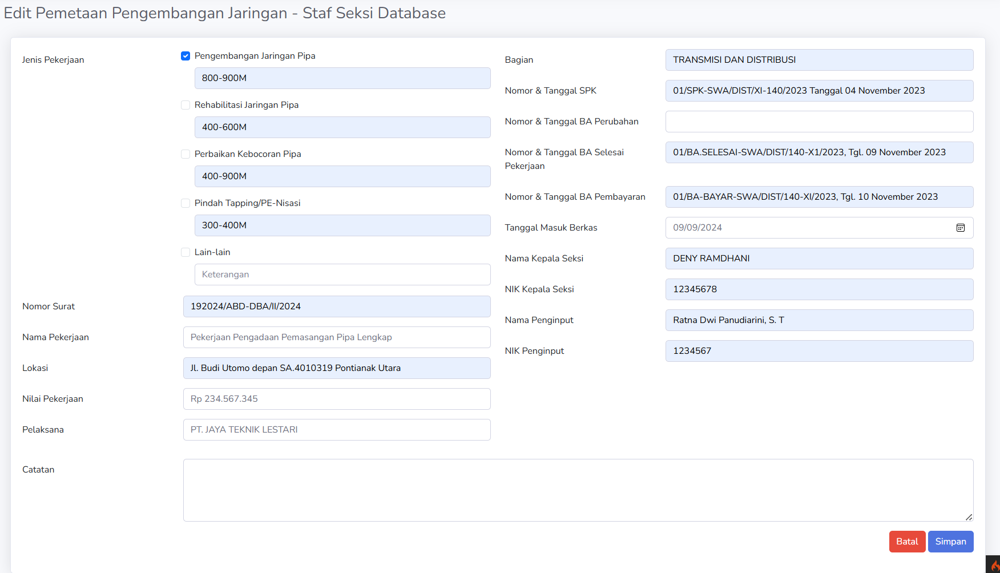 Edit Pemetaan Pengembangan Jaringan - Staf Seksi Database
Jenis Pekerjaan
Pengembangan Jaringan Pipa
800-900M
Rehabilitasi Jaringan Pipa
400-600M
Perbaikan Kebocoran Pipa
400-900M
Pindah Tapping/PE-Nisasi
300-400M
Lain-lain
Keterangan
Nomor Surat
192024/ABD-DBA/II/2024
Nama Pekerjaan
Pekerjaan Pengadaan Pemasangan Pipa Lengkap
Lokasi
Jl. Budi Utomo depan SA.4010319 Pontianak Utara
Nilai Pekerjaan
Rp 234.567.345
Pelaksana
PT. JAYA TEKNIK LESTARI
Bagian
TRANSMISI DAN DISTRIBUSI
Nomor & Tanggal SPK
01/SPK-SWA/DIST/XI-140/2023 Tanggal 04 November 2023
Nomor & Tanggal BA Perubahan
Nomor & Tanggal BA Selesai
Pekerjaan
01/BA.SELESAI-SWA/DIST/140-X1/2023, Tgl. 09 November 2023
Nomor & Tanggal BA Pembayaran
01/BA-BAYAR-SWA/DIST/140-XI/2023, Tgl. 10 November 2023
Tanggal Masuk Berkas
09/09/2024
Nama Kepala Seksi
DENY RAMDHANI
NIK Kepala Seksi
12345678
Nama Penginput
Ratna Dwi Panudiarini, S. T
NIK Penginput
1234567
Catatan
Batal
Simpan